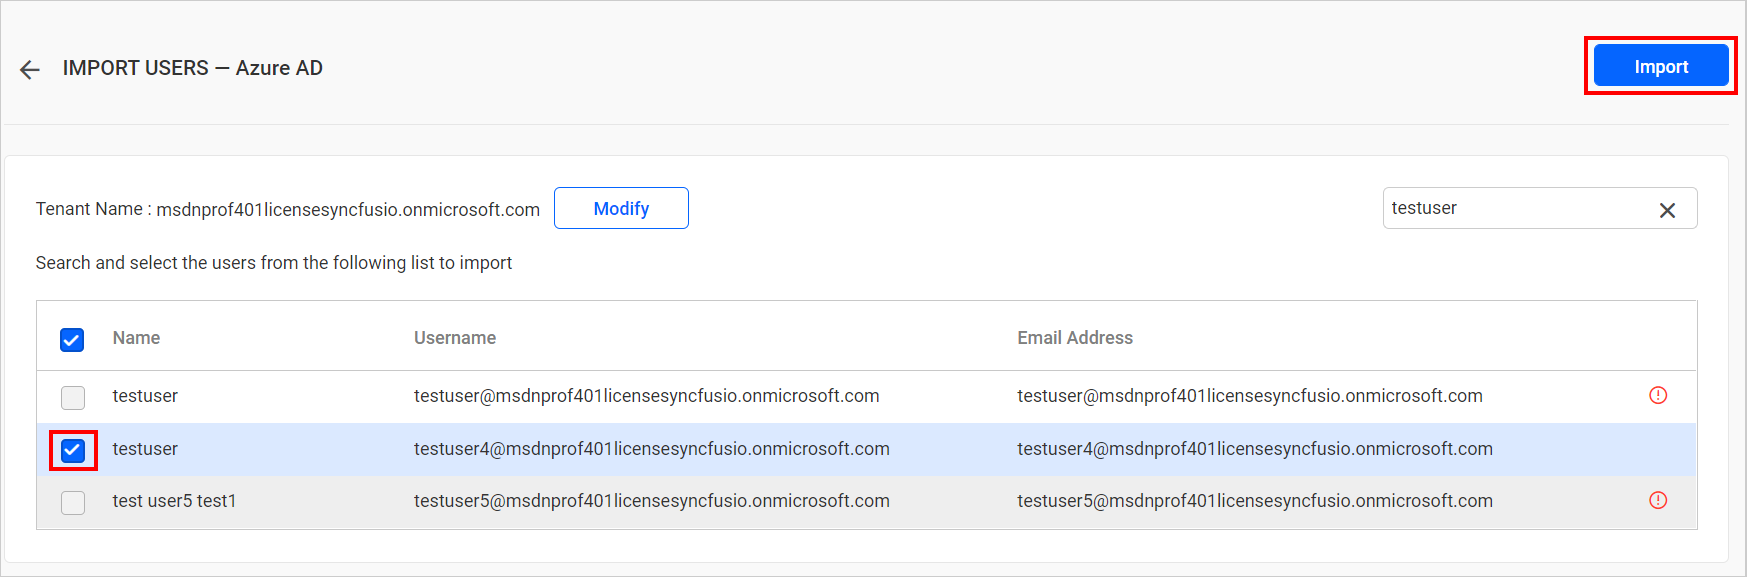 IMPORT USERS — Azure AD
Import
Tenant Name : msdnprof401licensesyncfusio.onmicrosoft.com
Modify
testuser
Search and select the users from the following list to import
Name Username Email Address
testuser testuser@msdnprof401licensesyncfusio.onmicrosoft.com testuser@msdnprof401licensesyncfusio.onmicrosoft.com
testuser testuser4@msdnprof401licensesyncfusio.onmicrosoft.com testuser4@msdnprof401licensesyncfusio.onmicrosoft.com
test user5 test1 testuser5@msdnprof401licensesyncfusio.onmicrosoft.com testuser5@msdnprof401licensesyncfusio.onmicrosoft.com